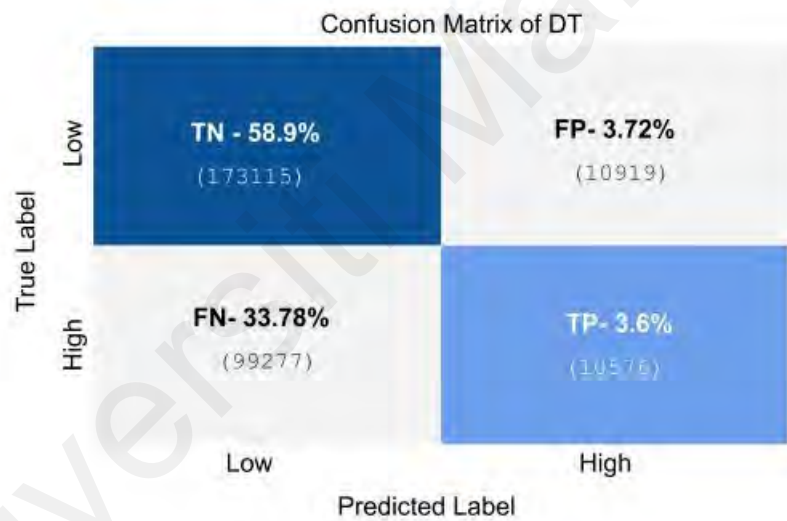 Confusion Matrix of DT
True Label
Low
TN - 58.9%
(173115)
FP- 3.72%
(10919)
High
FN- 33.78%
(99277)
TP- 3.6%
(10576)
Low
High
Predicted Label